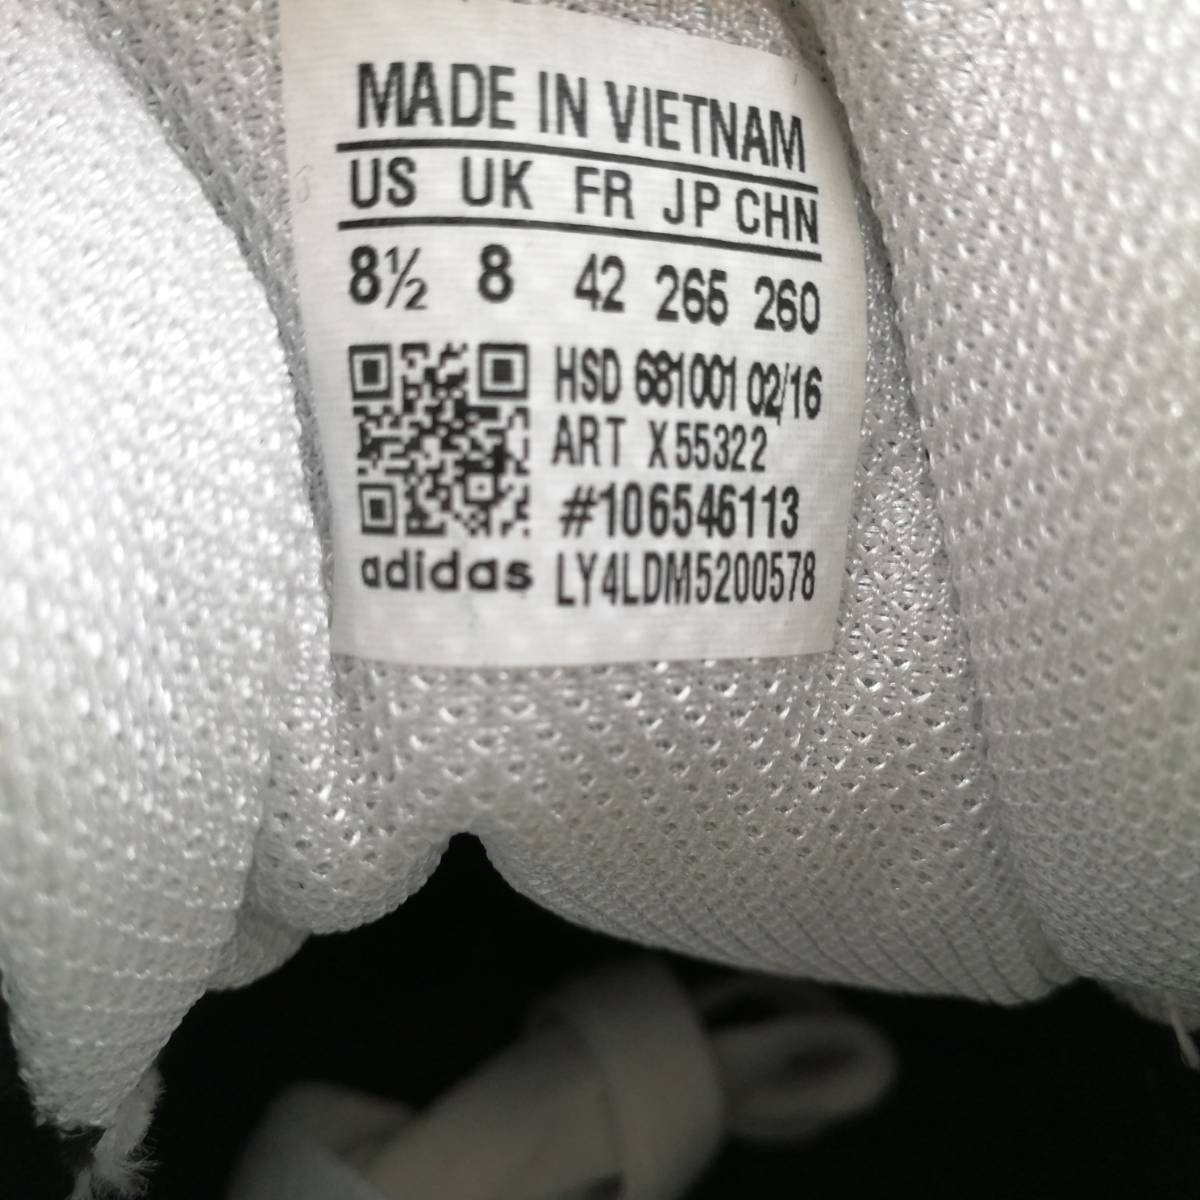 MADE IN VIETNAM
US UK FR JP CHN
8½ 8 42 265 260
HSD 681001 02/16
ART X55322
#106546113
adidas LY4LDM5200578